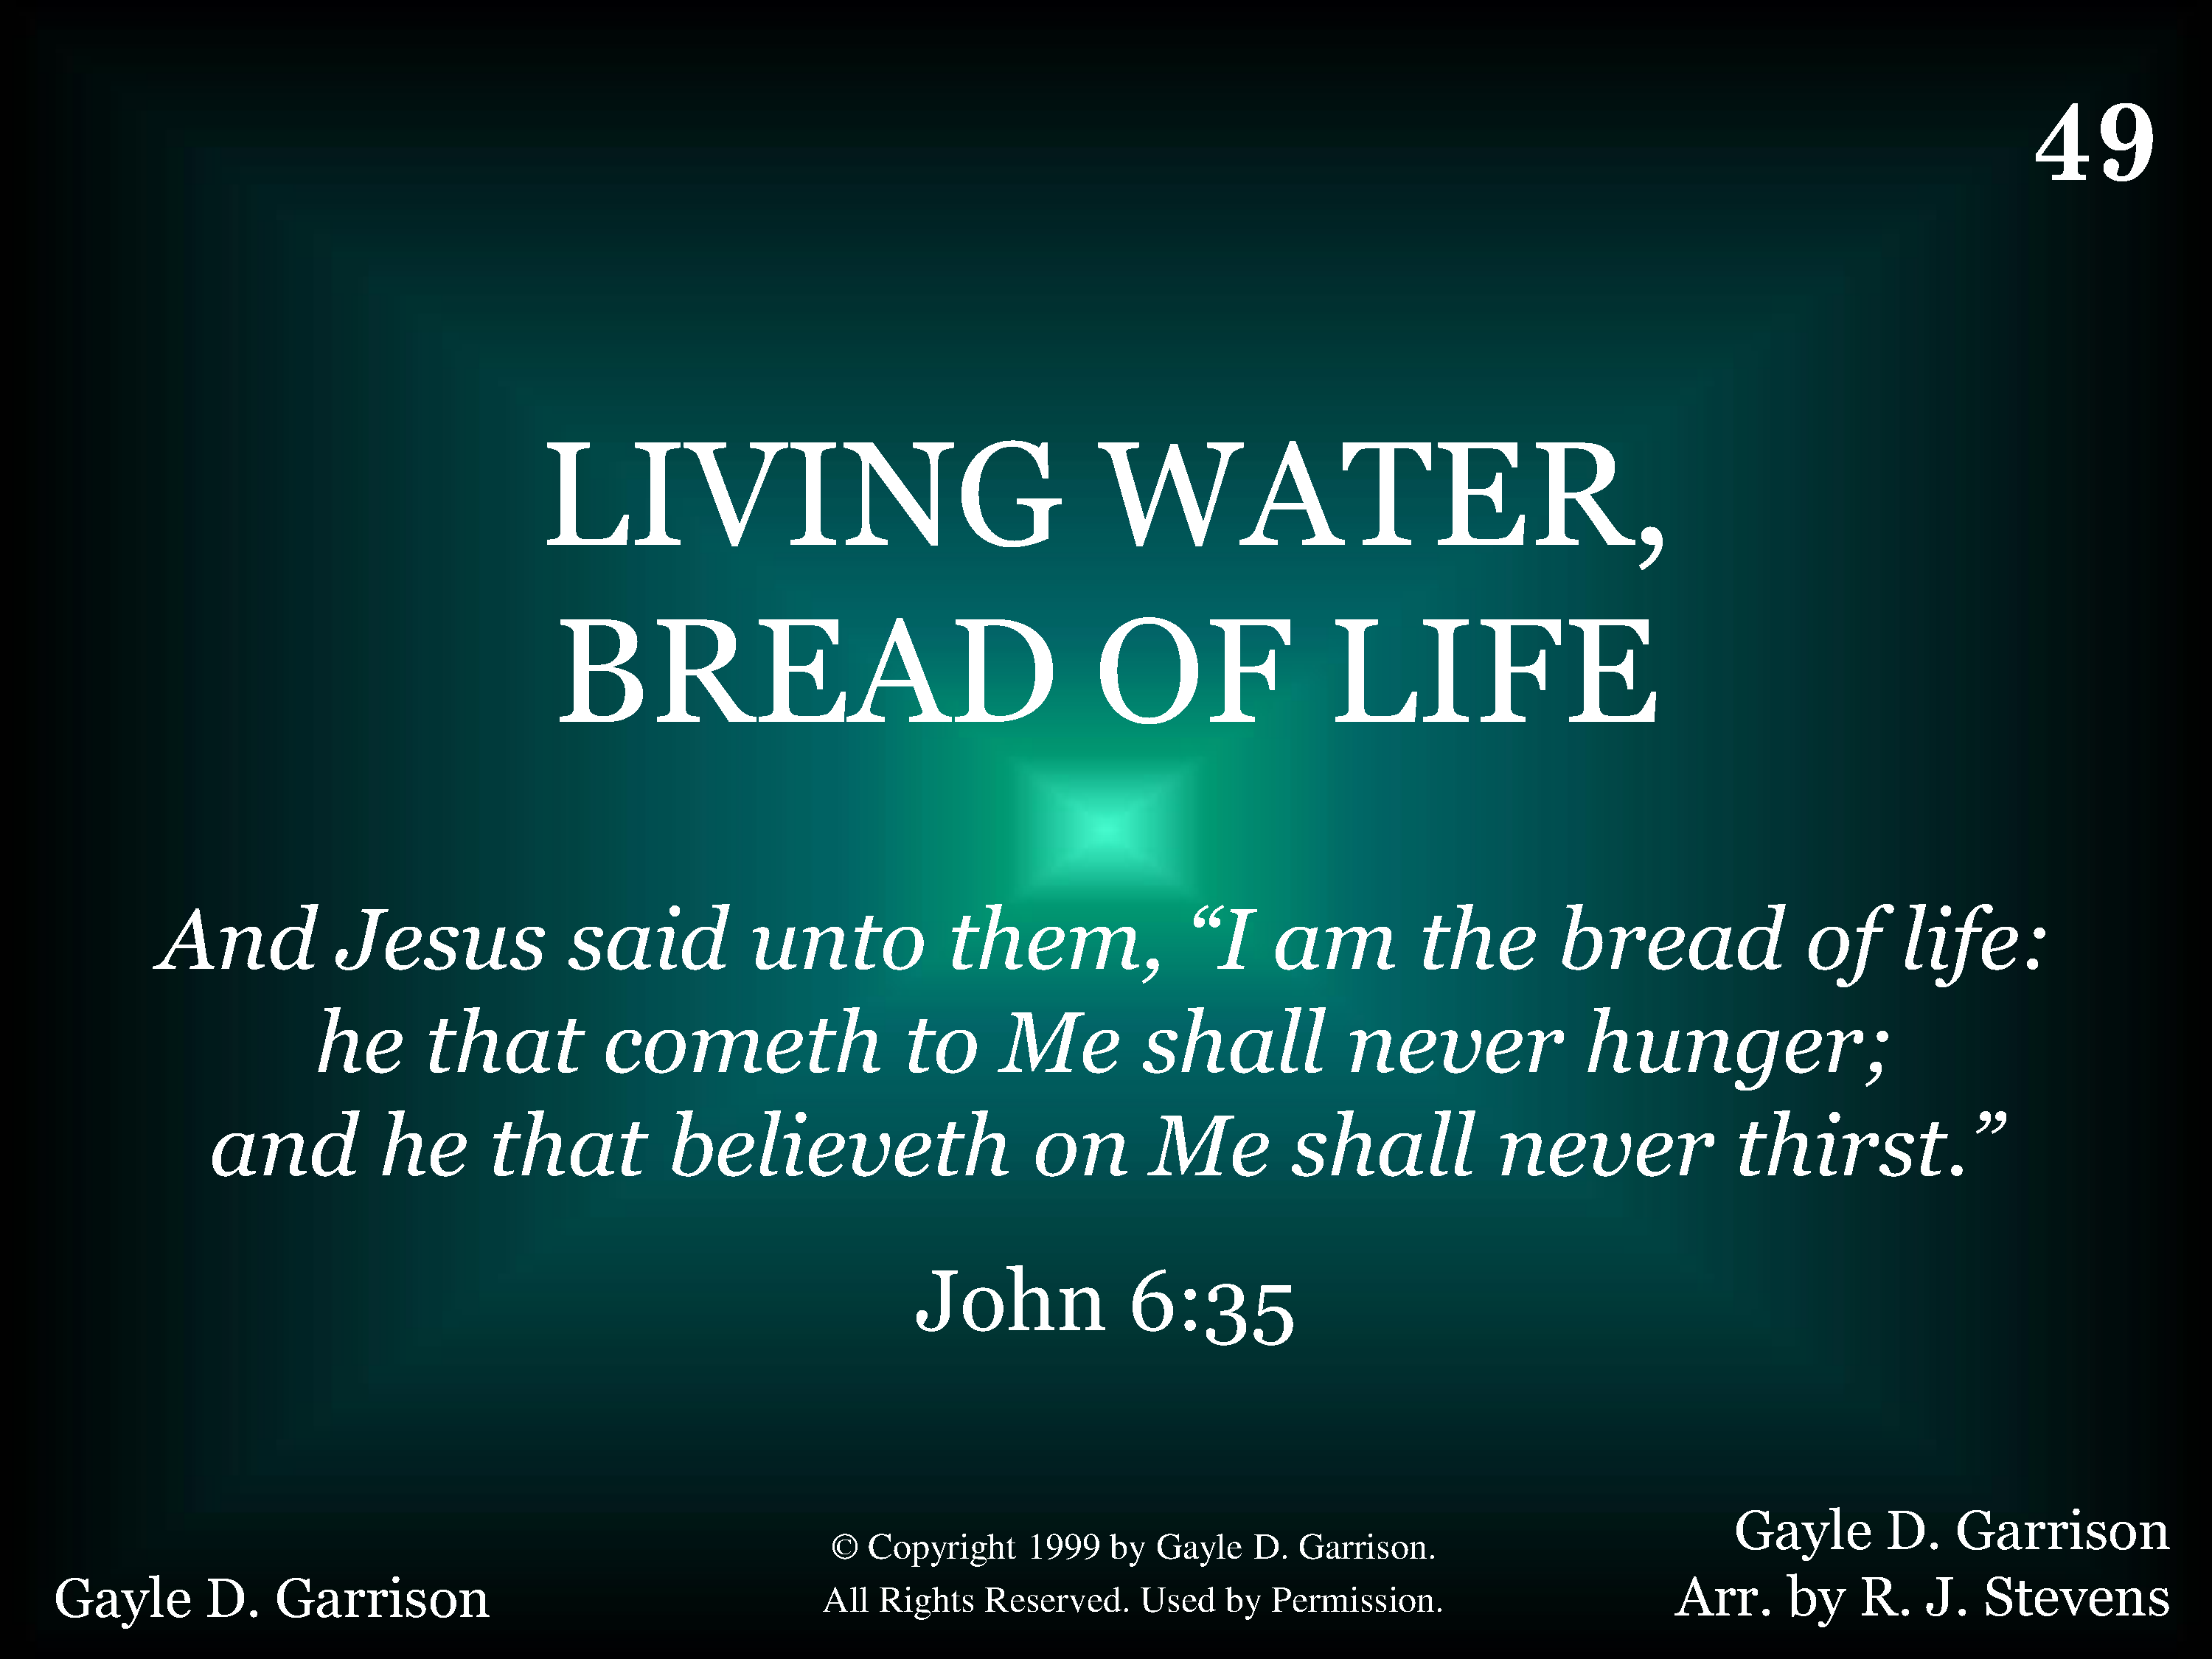 49
LIVING WATER,
BREAD OF LIFE
And Jesus said unto them, “I am the bread of life:
he that cometh to Me shall never hunger;
and he that believeth on Me shall never thirst.”
John 6:35
Gayle D. Garrison
© Copyright 1999 by Gayle D. Garrison.
All Rights Reserved. Used by Permission.
Gayle D. Garrison
Arr. by R. J. Stevens